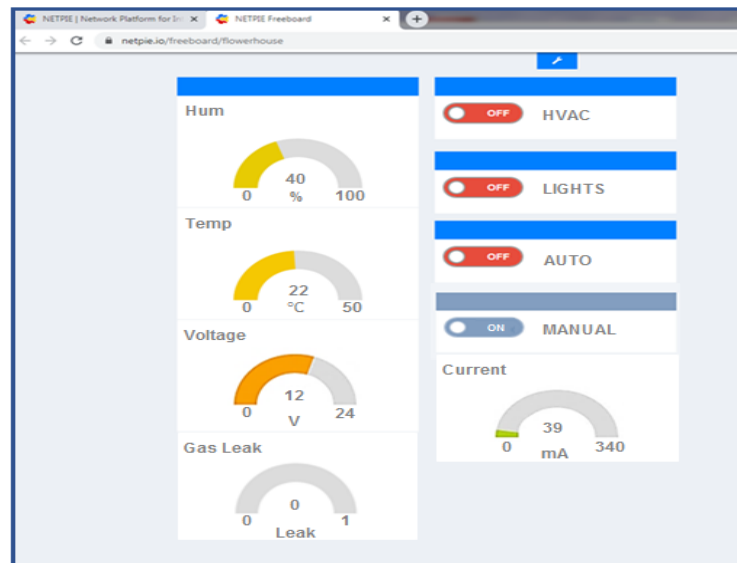 NETPIE | Network Platform for In
NETPIE Freeboard
netpie.io/freeboard/flowerhouse
Hum
40
0 % 100
Temp
22
0 °C 50
Voltage
12
0 24
V
Gas Leak
0
0 1
Leak
OFF HVAC
OFF LIGHTS
OFF AUTO
ON MANUAL
Current
39
0 340
mA